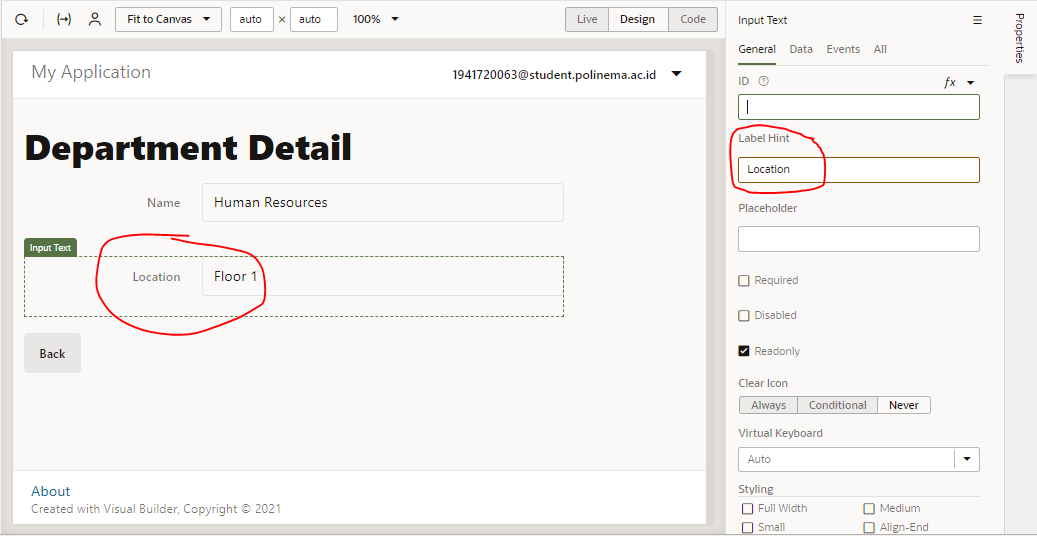 Fit to Canvas auto × auto 100% Live Design Code
My Application
1941720063@student.polinema.ac.id
Department Detail
Name Human Resources
Input Text
Location Floor 1
Back
About
Created with Visual Builder, Copyright © 2021
Input Text
General Data Events All
ID fx
Label Hint
Location
Placeholder
Required
Disabled
Readonly
Clear Icon
Always Conditional Never
Virtual Keyboard
Auto
Styling
Full Width Medium
Small Align-End
Properties